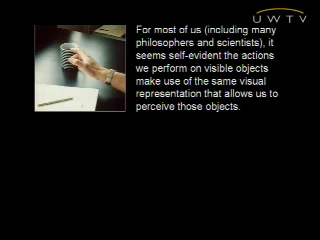 UWTV
For most of us (including many
philosophers and scientists), it
seems self-evident the actions
we perform on visible objects
make use of the same visual
representation that allows us to
perceive those objects.